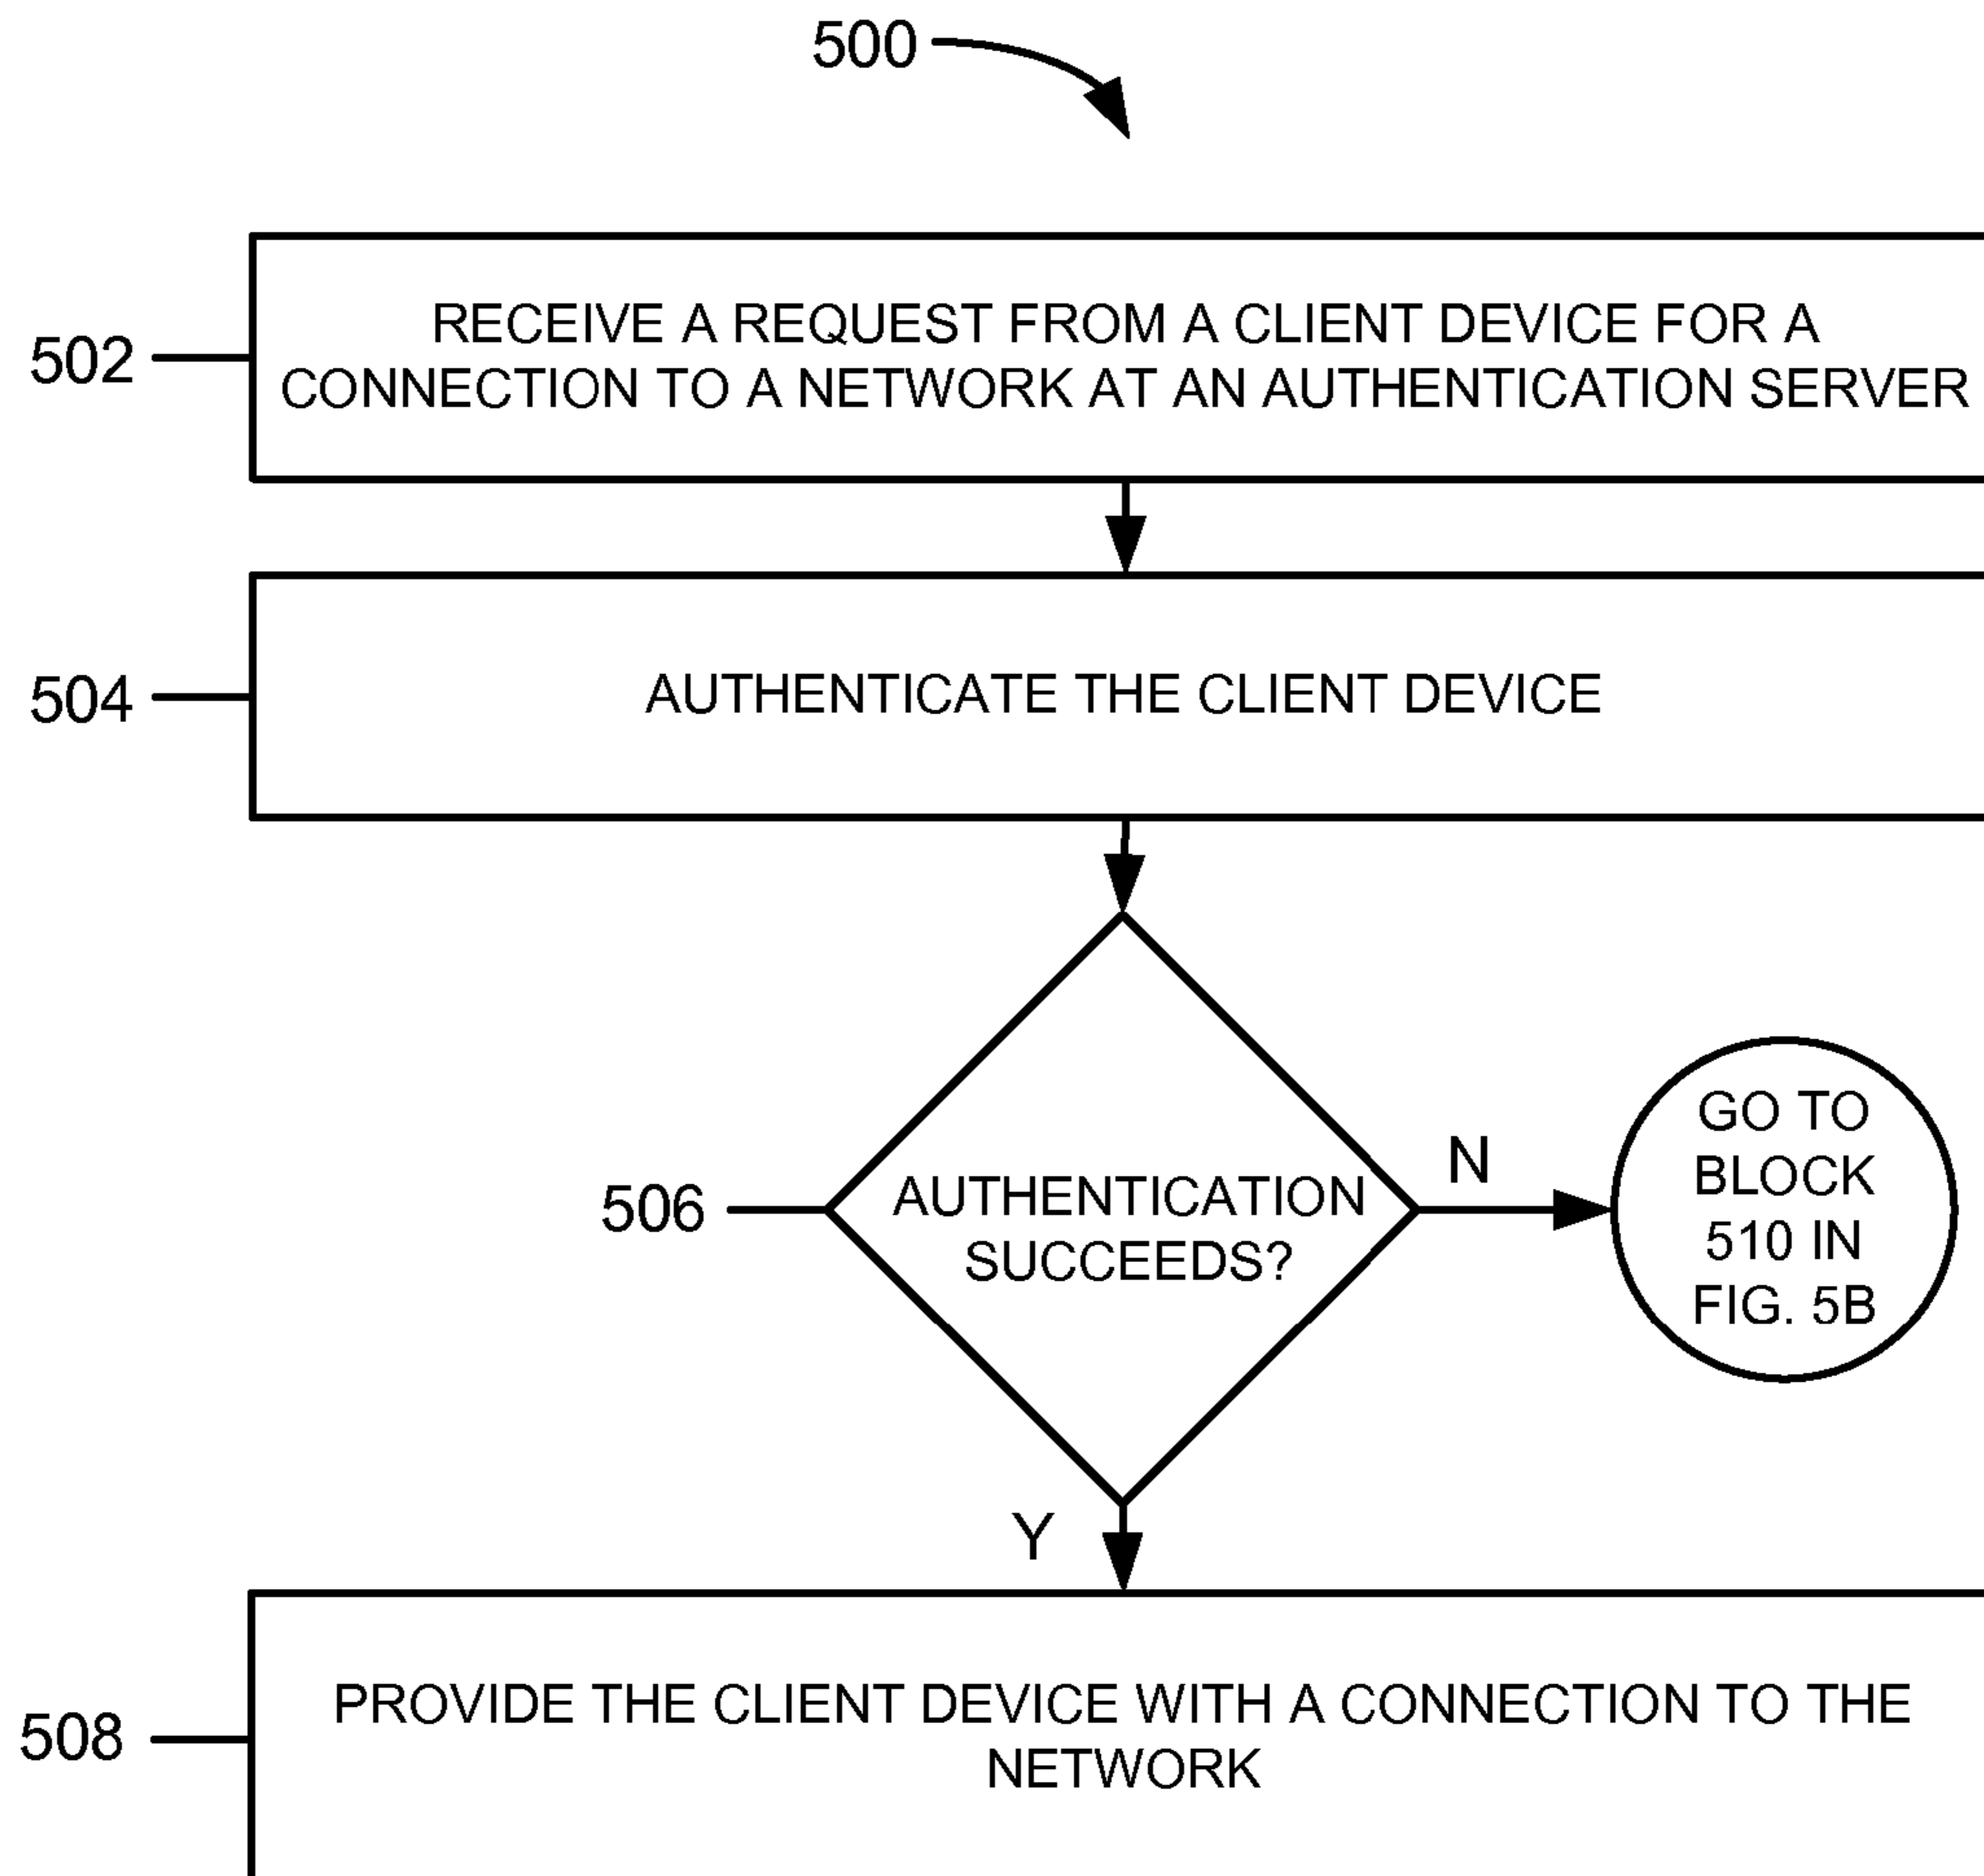 500
502
RECEIVE A REQUEST FROM A CLIENT DEVICE FOR A
CONNECTION TO A NETWORK AT AN AUTHENTICATION SERVER
504
AUTHENTICATE THE CLIENT DEVICE
506
AUTHENTICATION
SUCCEEDS?
N
GO TO
BLOCK
510 IN
FIG. 5B
Y
508
PROVIDE THE CLIENT DEVICE WITH A CONNECTION TO THE
NETWORK